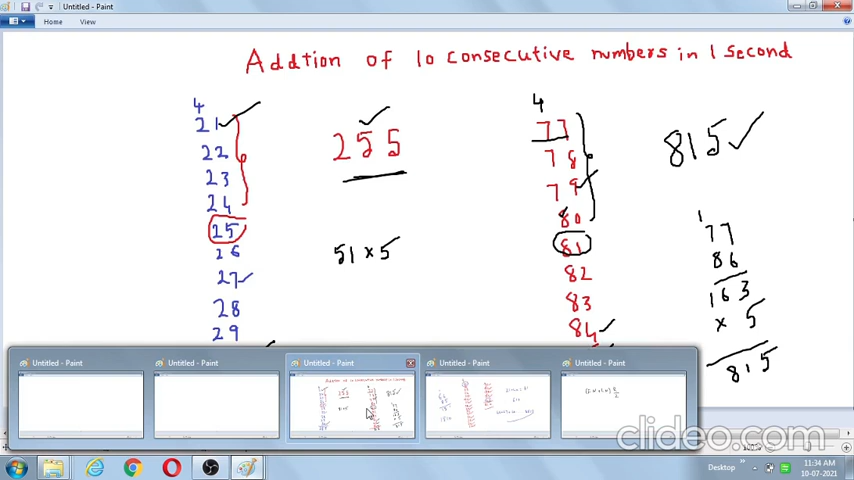 Untitled - Paint
Home
View
Addtion of 10 consecutive numbers in 1 second
4
21
22
23
24
25
26
27
28
29
255
51 x 5
4
77
78
79
80
81
82
83
84
815
1
77
86
163
x 5
815
Untitled - Paint
Untitled - Paint
Untitled - Paint
Untitled - Paint
Untitled - Paint
clideo.com
100%
Desktop
11:34 AM
10-07-2021